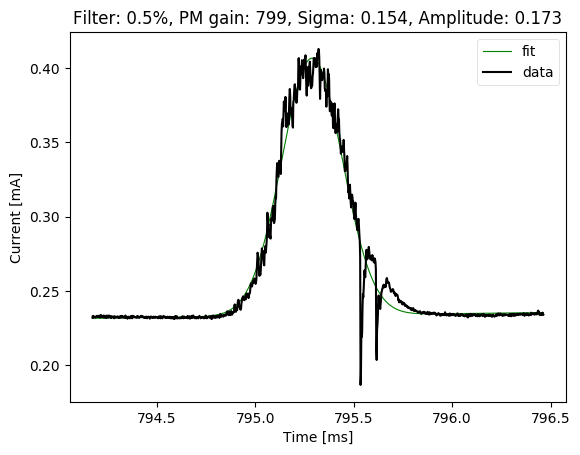 Filter: 0.5%, PM gain: 799, Sigma: 0.154, Amplitude: 0.173
fit
data
0.40
0.35
0.30
0.25
0.20
Current [mA]
794.5 795.0 795.5 796.0 796.5
Time [ms]